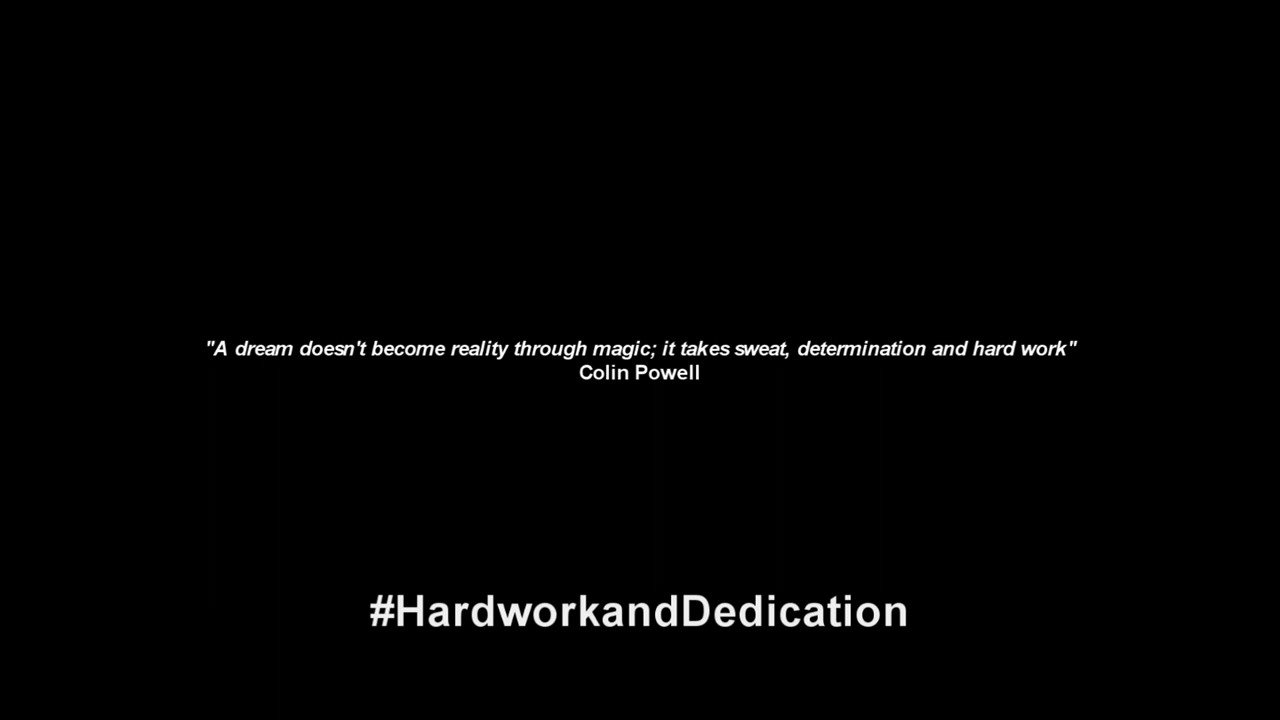 "A dream doesn't become reality through magic; it takes sweat, determination and hard work"
Colin Powell
#HardworkandDedication